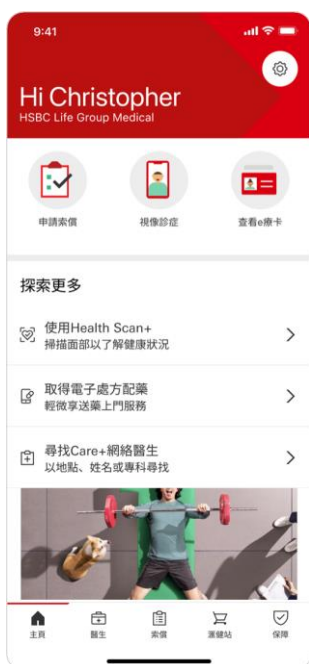 9:41
Hi Christopher
HSBC Life Group Medical
申請索償
視像診症
查看e療卡
探索更多
使用Health Scan+
掃描面部以了解健康狀況
取得電子處方配藥
輕微享送藥上門服務
尋找Care+網絡醫生
以地點、姓名或專科尋找
主頁
醫生
索償
滙健站
保障